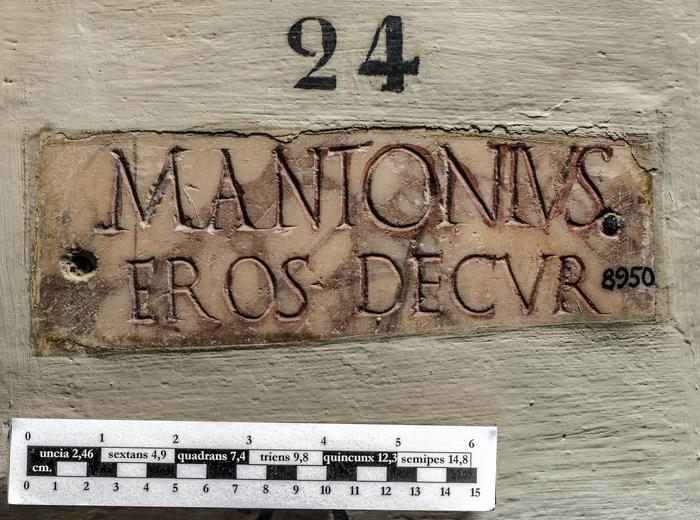 24
MANTONIVS
EROS DECVR
8950
0 1 2 3 4 5 6
uncia 2,46 sextans 4,9 quadrans 7,4 triens 9,8 quincunx 12,3 semipes 14,8
cm.
0 1 2 3 4 5 6 7 8 9 10 11 12 13 14 15